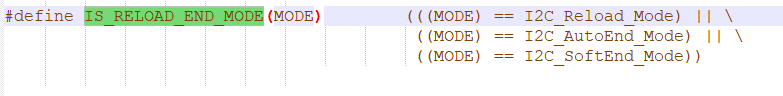 #define IS_RELOAD_END_MODE(MODE) (((MODE) == I2C_Reload_Mode) || \
((MODE) == I2C_AutoEnd_Mode) || \
((MODE) == I2C_SoftEnd_Mode))